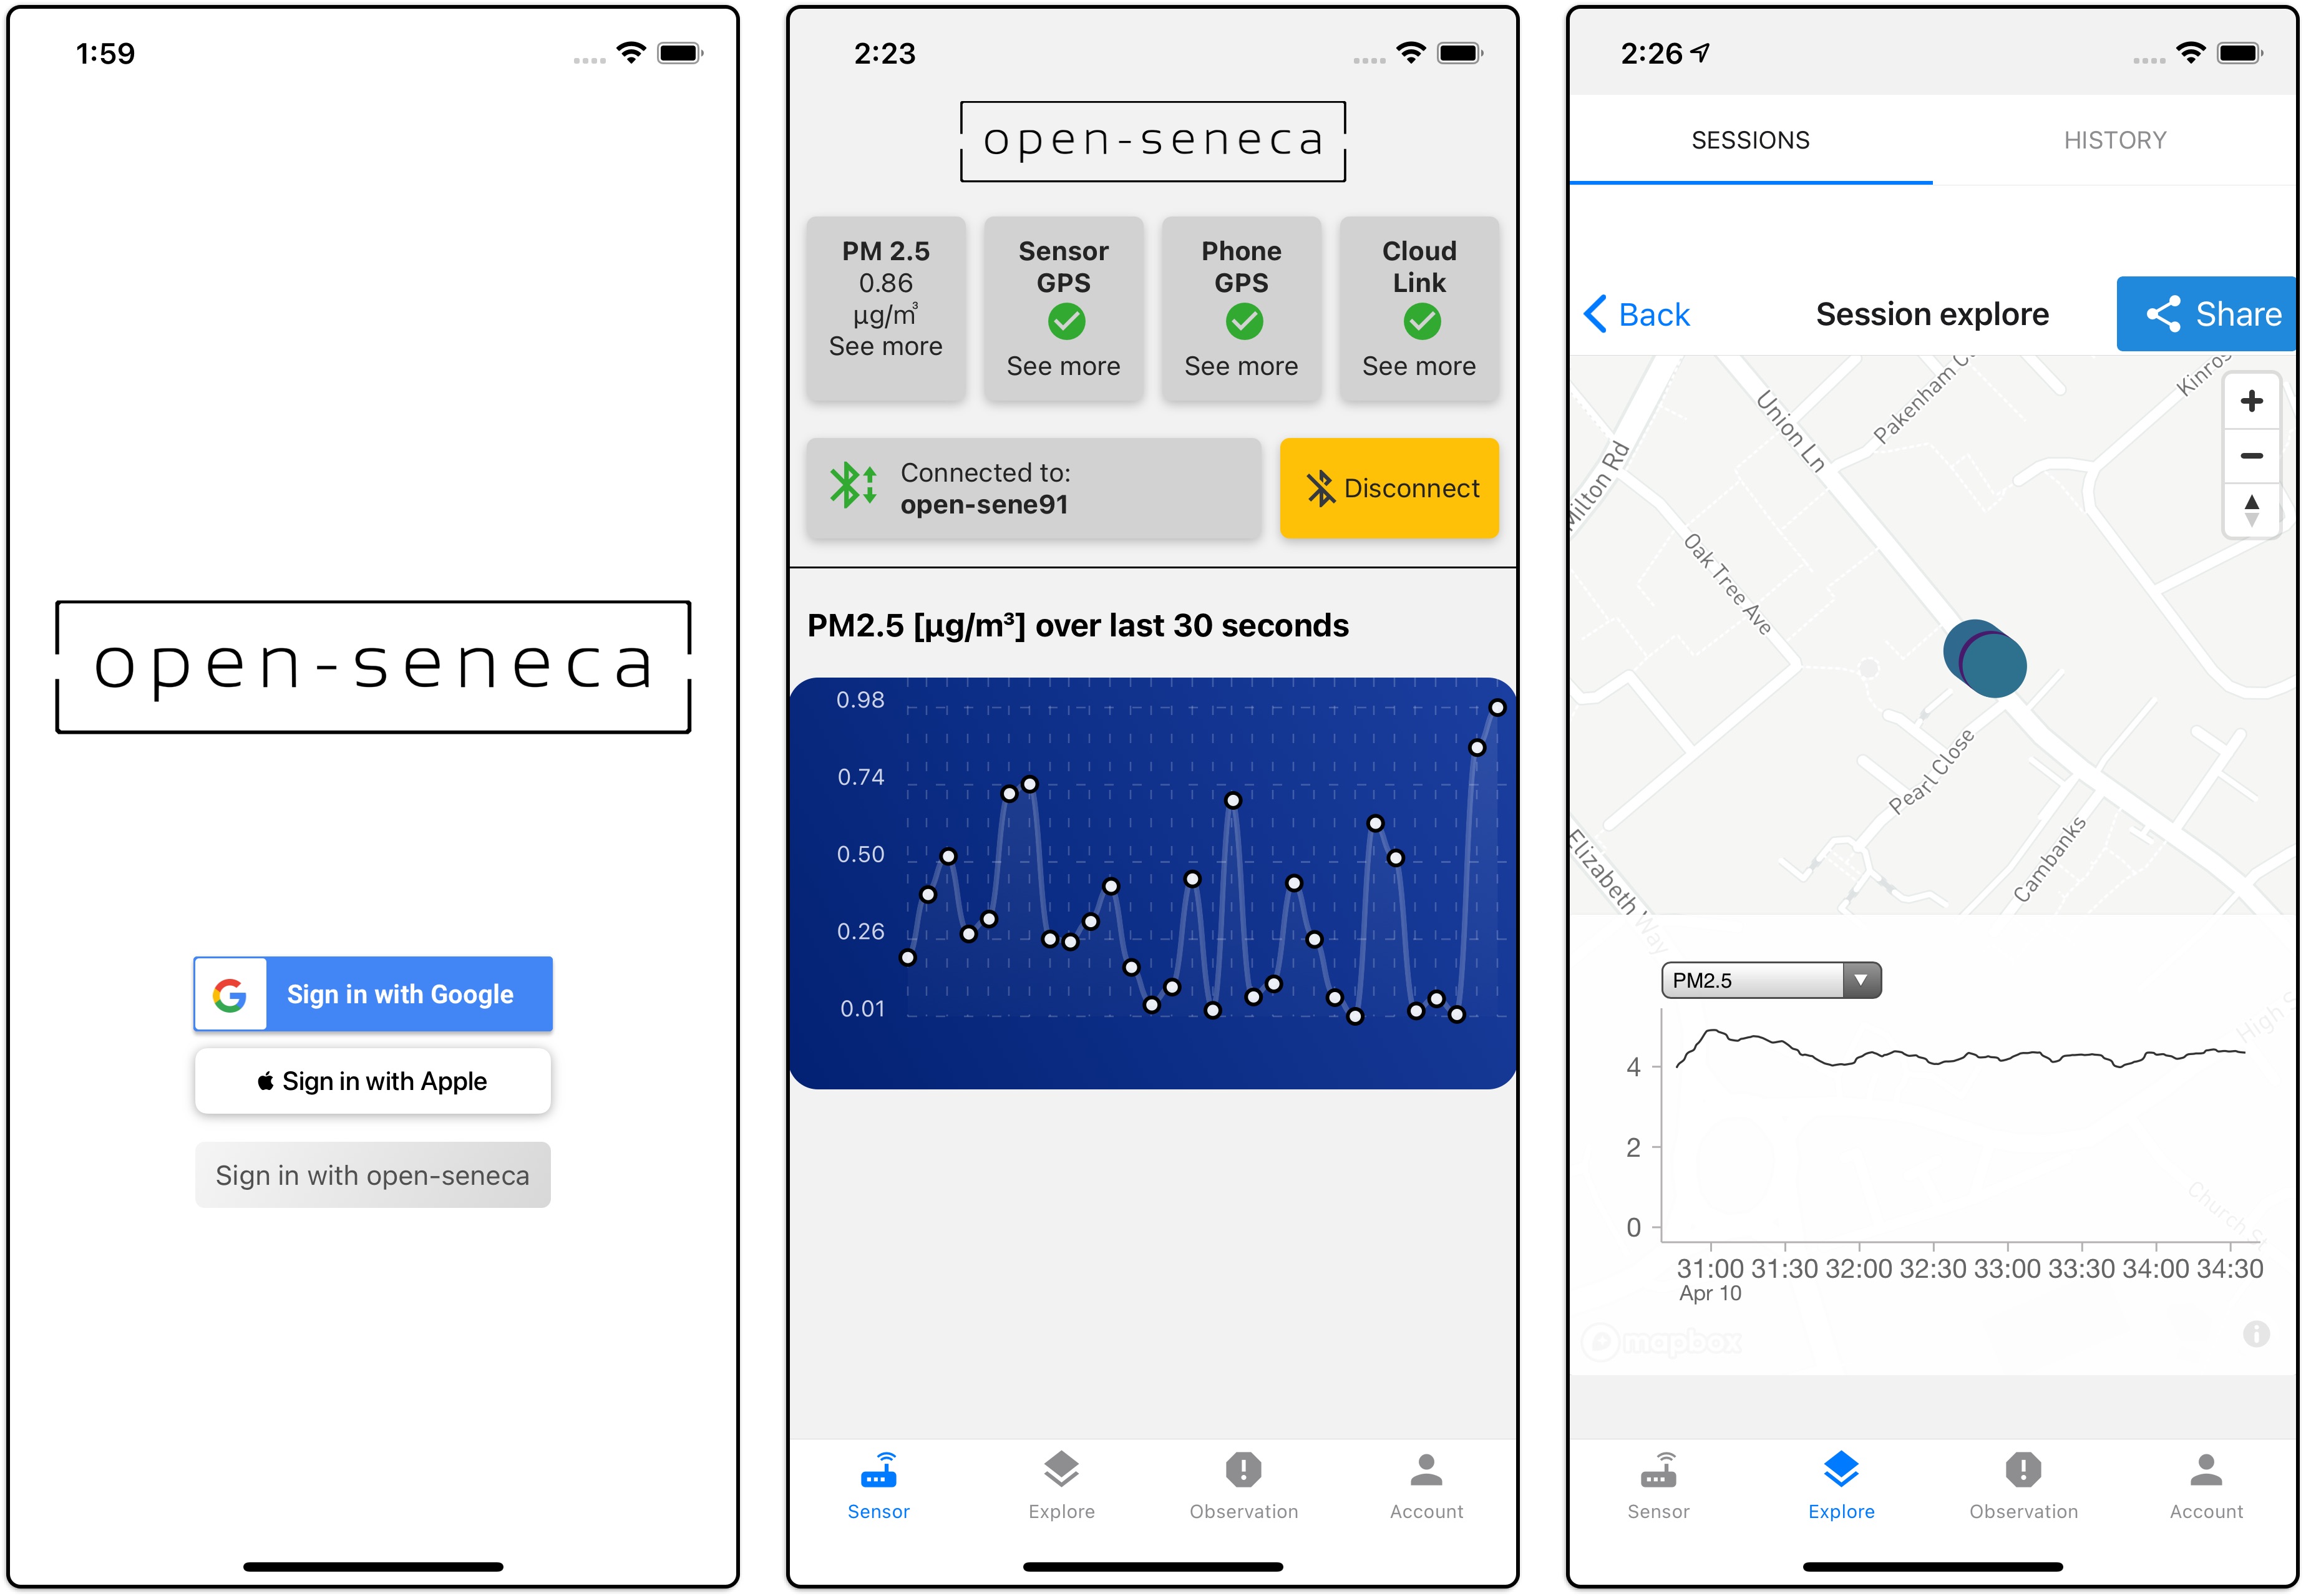 1:59
open-seneca
Sign in with Google
Sign in with Apple
Sign in with open-seneca
2:23
open-seneca
PM 2.5
0.86
µg/m³
See more
Sensor
GPS
See more
Phone
GPS
See more
Cloud
Link
See more
Connected to:
open-sene91
Disconnect
PM2.5 [µg/m³] over last 30 seconds
0.98
0.74
0.50
0.26
0.01
Sensor
Explore
Observation
Account
2:26
SESSIONS
HISTORY
Back
Session explore
Share
Milton Rd
Union Ln
Pakenham
Oak Tree Ave
Pearl Close
Cambanks
Elizabeth Way
High
Church
PM2.5
4
2
0
31:00 31:30 32:00 32:30 33:00 33:30 34:00 34:30
Apr 10
mapbox
Sensor
Explore
Observation
Account